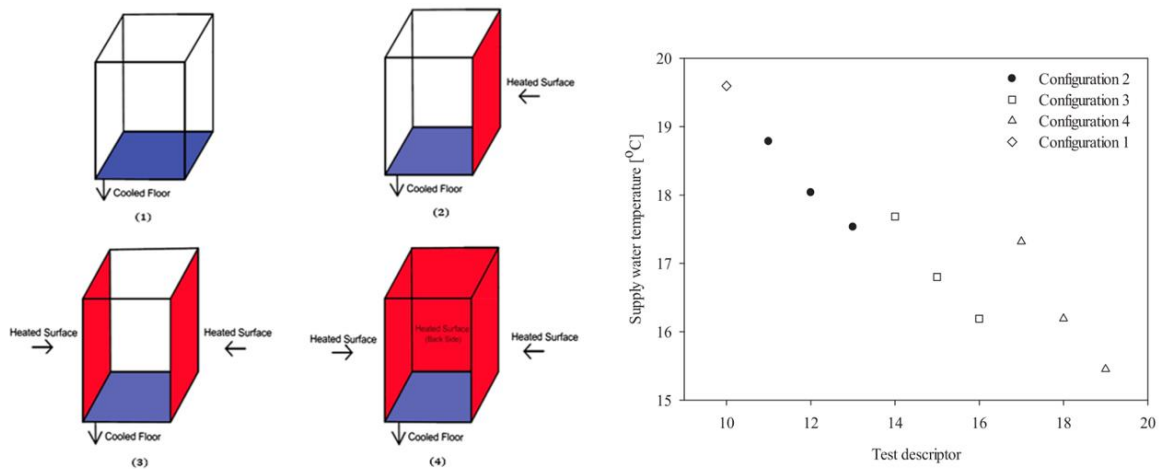 Cooled Floor
(1)
Heated Surface
Cooled Floor
(2)
Heated Surface
Heated Surface
Cooled Floor
(3)
Heated Surface
Heated Surface
(Back Side)
Heated Surface
Cooled Floor
(4)
Supply water temperature [°C]
20
19
18
17
16
15
10
12
14
16
18
20
Test descriptor
Configuration 2
Configuration 3
Configuration 4
Configuration 1